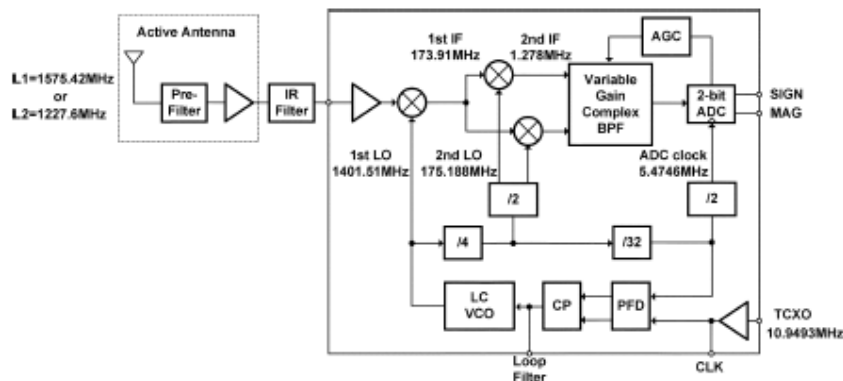 Active Antenna
L1=1575.42MHz
or
L2=1227.6MHz
Pre-
Filter
IR
Filter
1st IF
173.91MHz
2nd IF
1.278MHz
AGC
Variable
Gain
Complex
BPF
2-bit
ADC
SIGN
MAG
1st LO
1401.51MHz
2nd LO
175.188MHz
ADC clock
5.4746MHz
/2
/2
/4
/32
LC
VCO
CP
PFD
TCXO
10.9493MHz
Loop
Filter
CLK